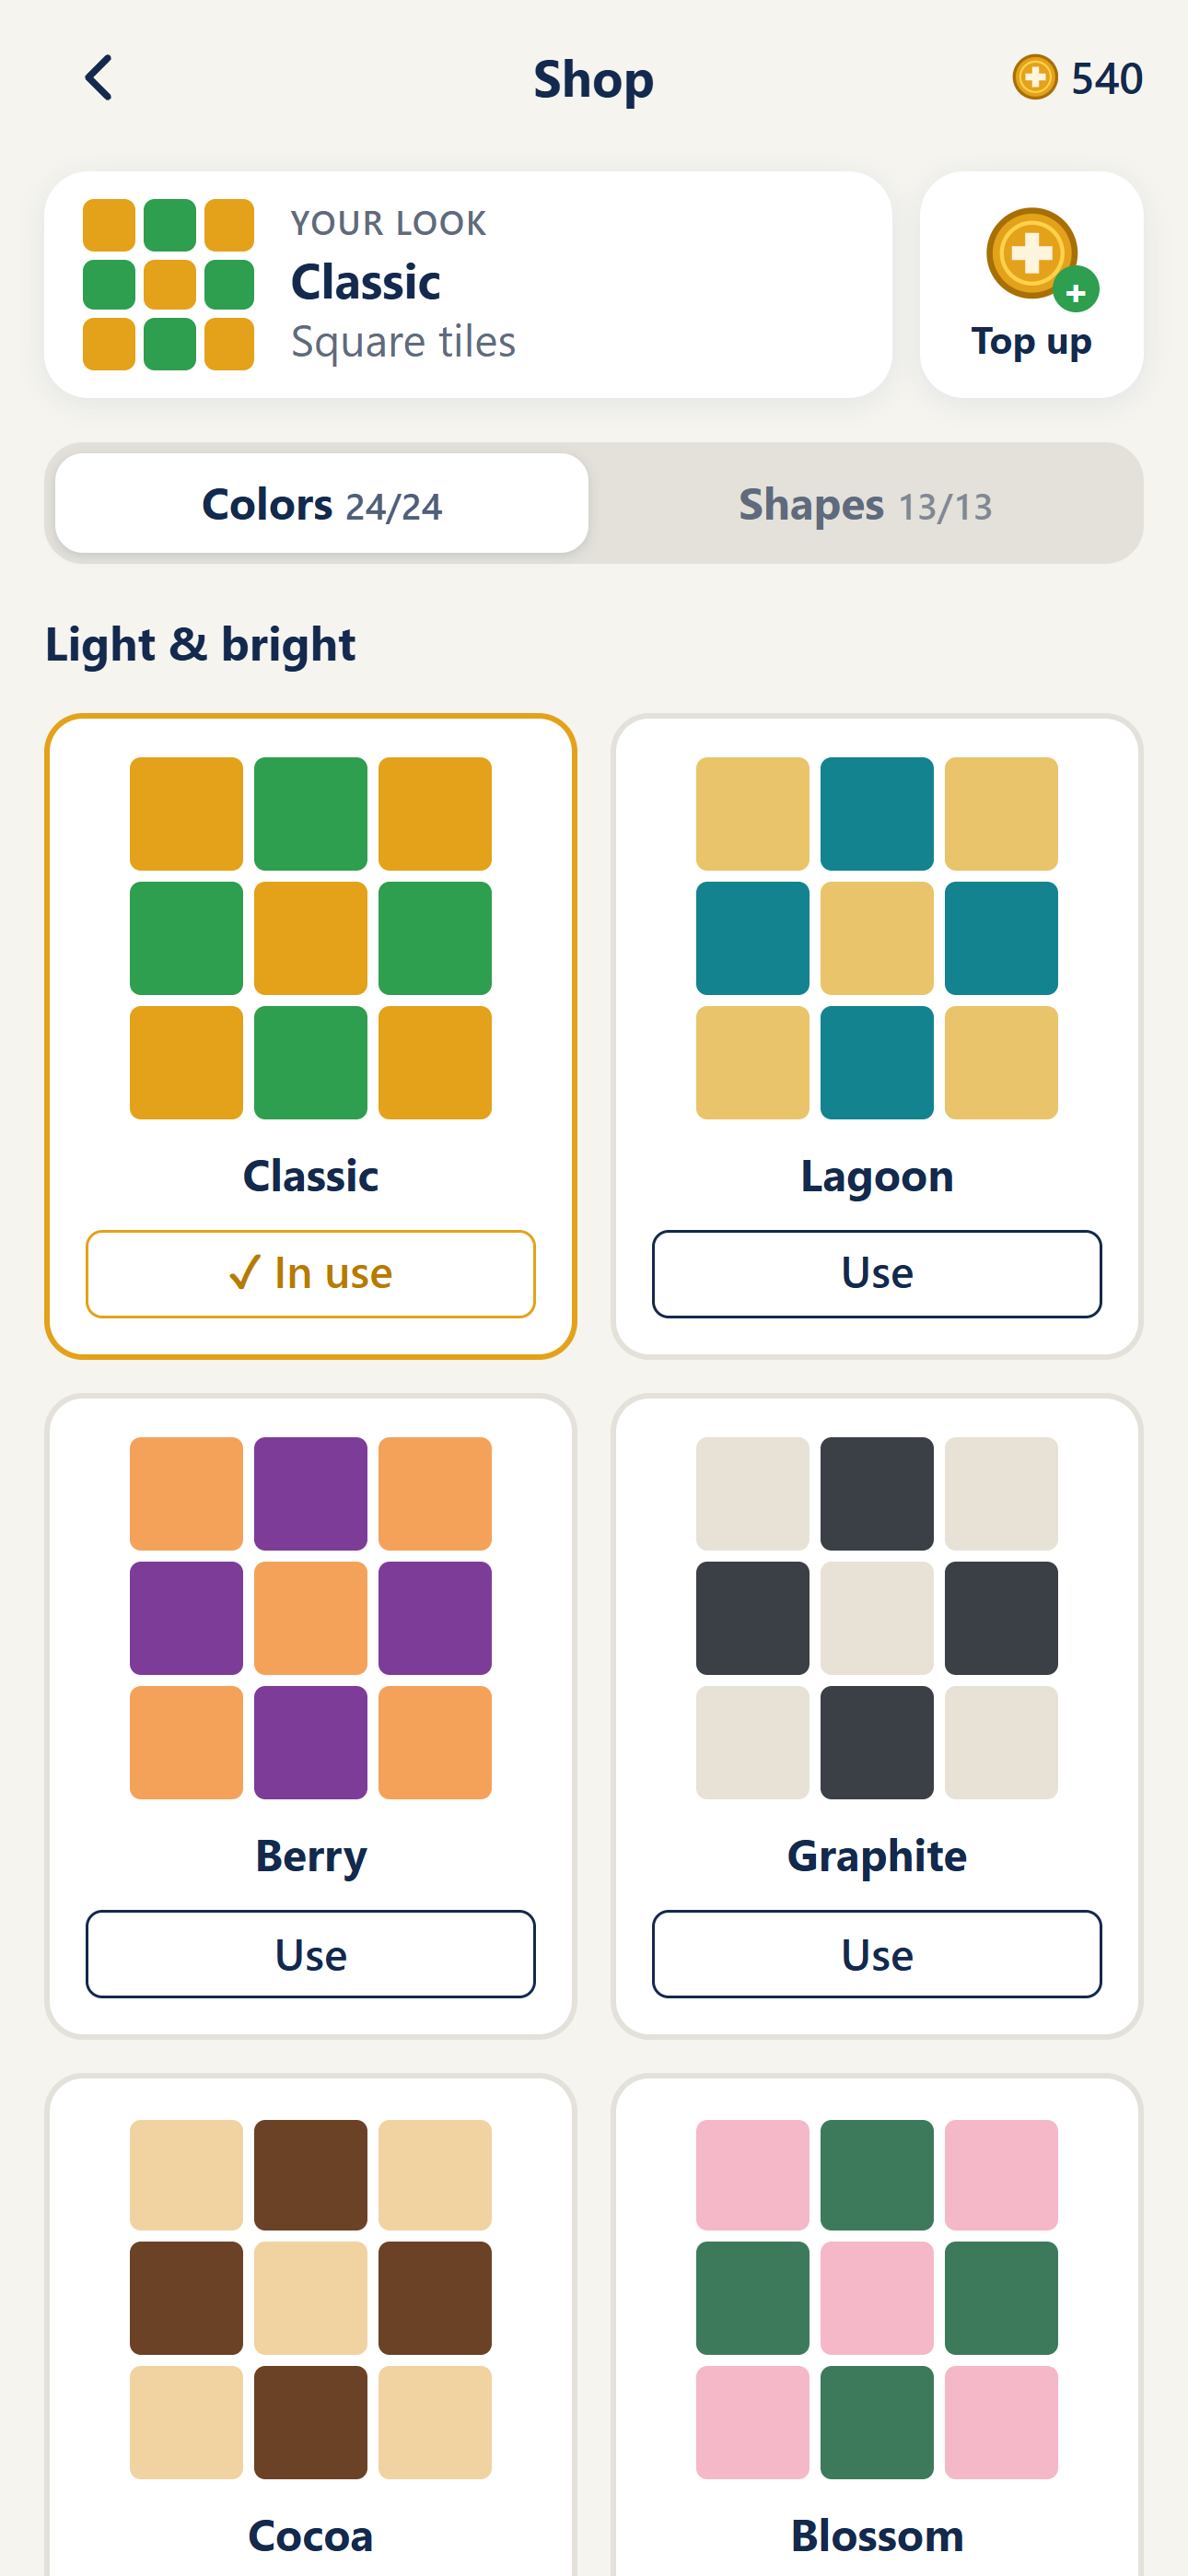 Shop
540
YOUR LOOK
Classic
Square tiles
Top up
Colors 24/24
Shapes 13/13
Light & bright
Classic
✓ In use
Lagoon
Use
Berry
Use
Graphite
Use
Cocoa
Blossom